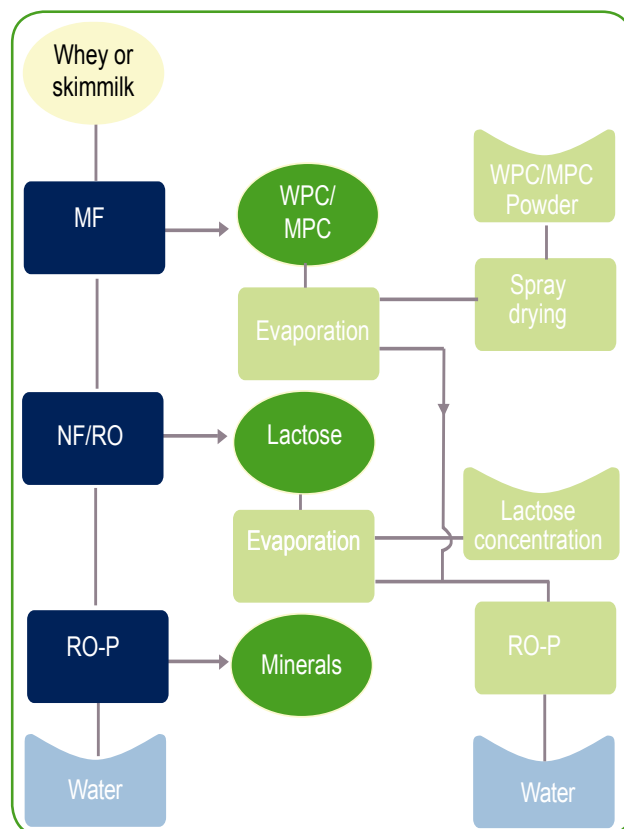 Whey or
skimmilk
MF
WPC/
MPC
WPC/MPC
Powder
Evaporation
Spray
drying
NF/RO
Lactose
Evaporation
Lactose
concentration
RO-P
Minerals
RO-P
Water
Water